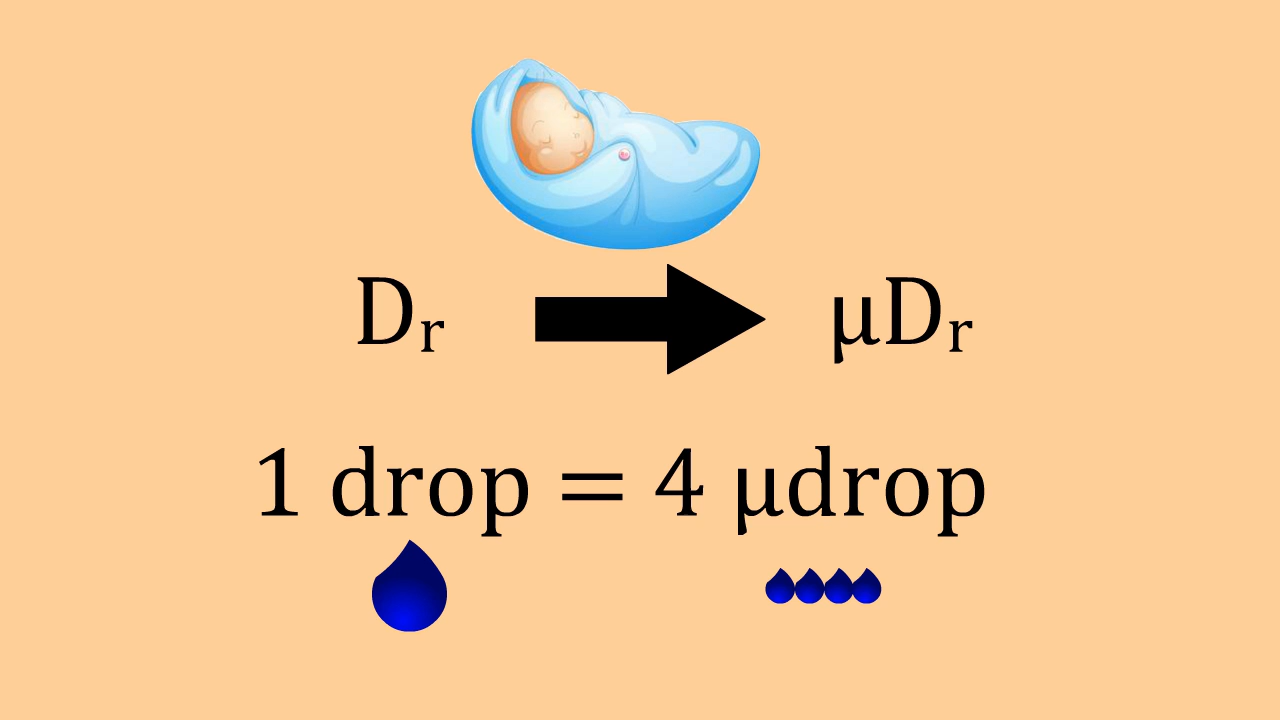 Dᵣ μDᵣ
1 drop = 4 μdrop